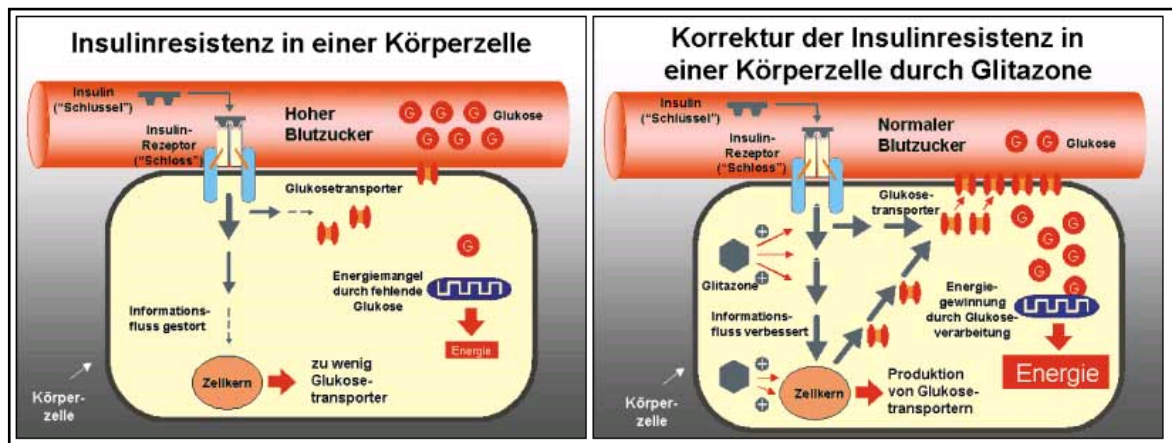 Insulinresistenz in einer Körperzelle
Insulin
("Schlüssel")
Insulin-
Rezeptor
("Schloss")
Hoher
Blutzucker
G
G
G
G
G
G
Glukose
Glukosetransporter
G
Energiemangel
durch fehlende
Glukose
Energie
Informations-
fluss gestört
Zellkern
zu wenig
Glukose-
transporter
Körper-
zelle
Korrektur der Insulinresistenz in
einer Körperzelle durch Glitazone
Insulin
("Schlüssel")
Insulin-
Rezeptor
("Schloss")
Normaler
Blutzucker
G
G
Glukose
Glukose-
transporter
G
G
G
G
G
G
+
+
Glitazone
Energie-
gewinnung
durch Glukose-
verarbeitung
Energie
Informations-
fluss verbessert
+
+
Zellkern
Produktion
von Glukose-
transportern
Körper-
zelle